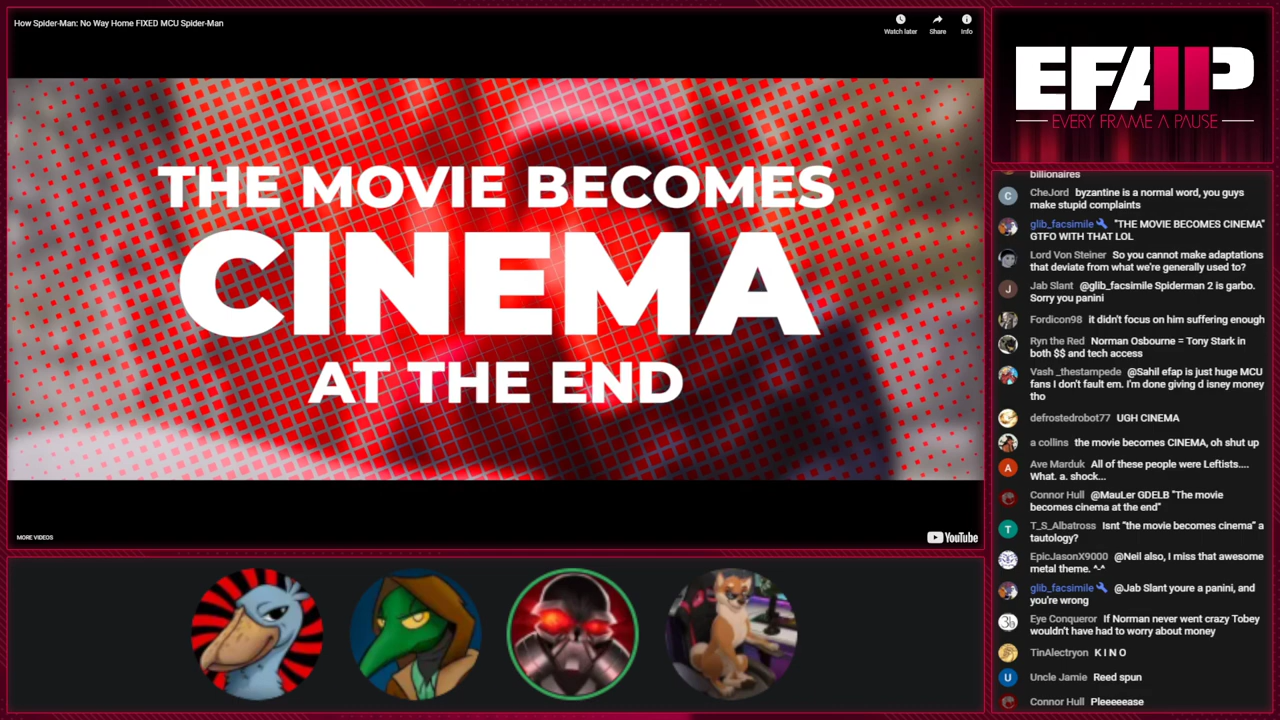 How Spider-Man: No Way Home FIXED MCU Spider-Man
Watch later
Share
Info
THE MOVIE BECOMES
CINEMA
AT THE END
MORE VIDEOS
YouTube
EFAP
EVERY FRAME A PAUSE
billionaires
CheJord byzantine is a normal word, you guys
make stupid complaints
glib_facsimile "THE MOVIE BECOMES CINEMA"
GTFO WITH THAT LOL
Lord Von Steiner So you cannot make adaptations
that deviate from what we're generally used to?
Jab Slant @glib_facsimile Spiderman 2 is garbo.
Sorry you panini
Fordicon98 it didn't focus on him suffering enough
Ryn the Red Norman Osbourne = Tony Stark in
both $$ and tech access
Vash _thestampede @Sahil efap is just huge MCU
fans I don't fault em. I'm done giving d isney money
tho
defrostedrobot77 UGH CINEMA
a collins the movie becomes CINEMA, oh shut up
Ave Marduk All of these people were Leftists....
What. a. shock...
Connor Hull @MauLer GDELB "The movie
becomes cinema at the end"
T_S_Albatross Isnt "the movie becomes cinema" a
tautology?
EpicJasonX9000 @Neil also, I miss that awesome
metal theme. ^-^
glib_facsimile @Jab Slant youre a panini, and
you're wrong
Eye Conqueror If Norman never went crazy Tobey
wouldn't have had to worry about money
TinAlectryon K I N O
Uncle Jamie Reed spun
Connor Hull Pleeeeease